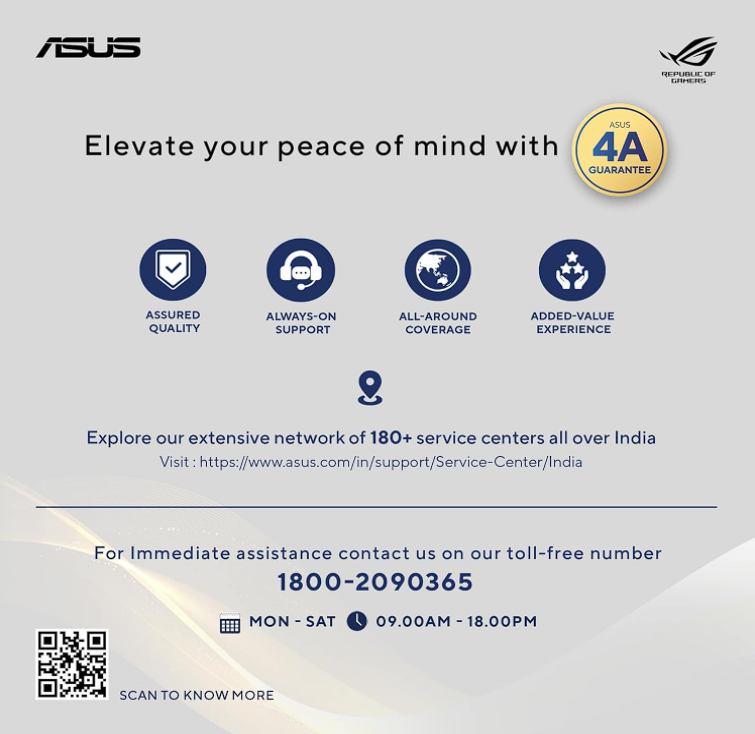 ASUS
REPUBLIC OF
GAMERS
Elevate your peace of mind with
ASUS
4A
GUARANTEE
ASSURED
QUALITY
ALWAYS-ON
SUPPORT
ALL-AROUND
COVERAGE
ADDED-VALUE
EXPERIENCE
Explore our extensive network of 180+ service centers all over India
Visit : https://www.asus.com/in/support/Service-Center/India
For Immediate assistance contact us on our toll-free number
1800-2090365
MON - SAT 09.00AM - 18.00PM
SCAN TO KNOW MORE